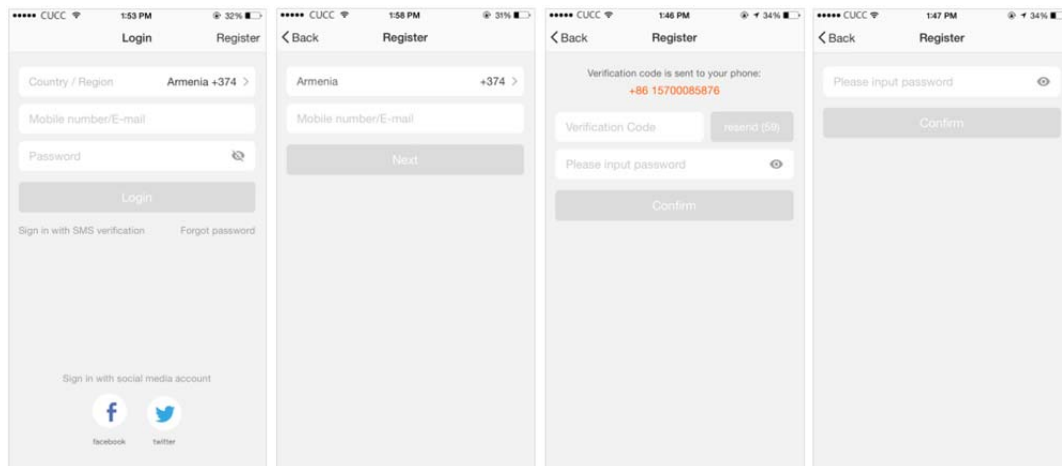 CUCC 1:53 PM 32%
Login Register
Country / Region Armenia +374
Mobile number/E-mail
Password
Login
Sign in with SMS verification Forgot password
Sign in with social media account
facebook twitter
CUCC 1:58 PM 31%
Back Register
Armenia +374
Mobile number/E-mail
Next
CUCC 1:46 PM 34%
Back Register
Verification code is sent to your phone:
+86 15700085876
Verification Code resend (59)
Please input password
Confirm
CUCC 1:47 PM 34%
Back Register
Please input password
Confirm